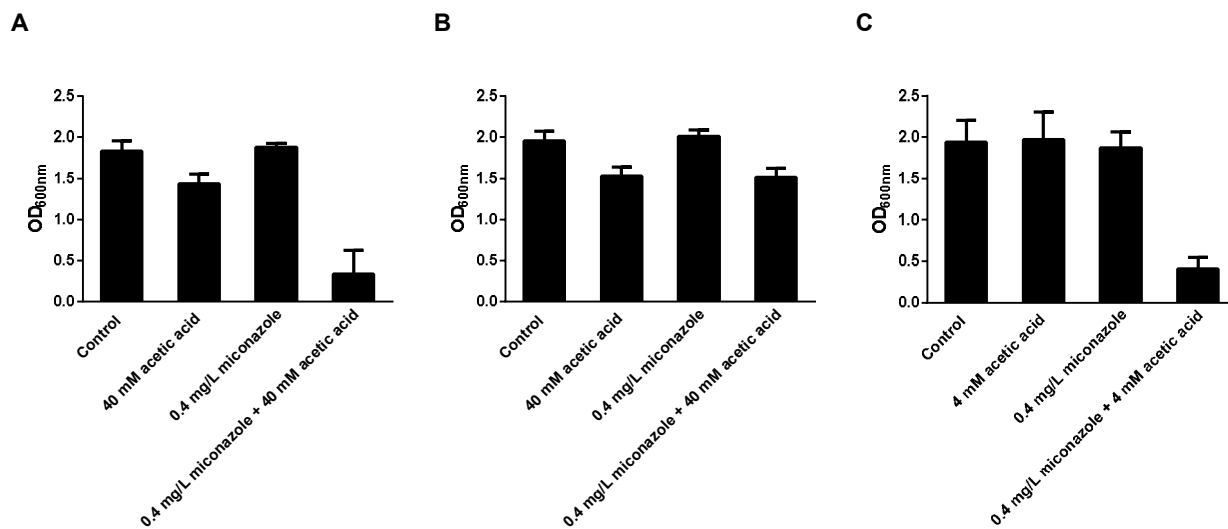 A
B
C
OD600nm
2.5
2.0
1.5
1.0
0.5
0.0
Control
40 mM acetic acid
0.4 mg/L miconazole
0.4 mg/L miconazole + 40 mM acetic acid
OD600nm
2.5
2.0
1.5
1.0
0.5
0.0
Control
40 mM acetic acid
0.4 mg/L miconazole
0.4 mg/L miconazole + 40 mM acetic acid
OD600nm
2.5
2.0
1.5
1.0
0.5
0.0
Control
4 mM acetic acid
0.4 mg/L miconazole
0.4 mg/L miconazole + 4 mM acetic acid